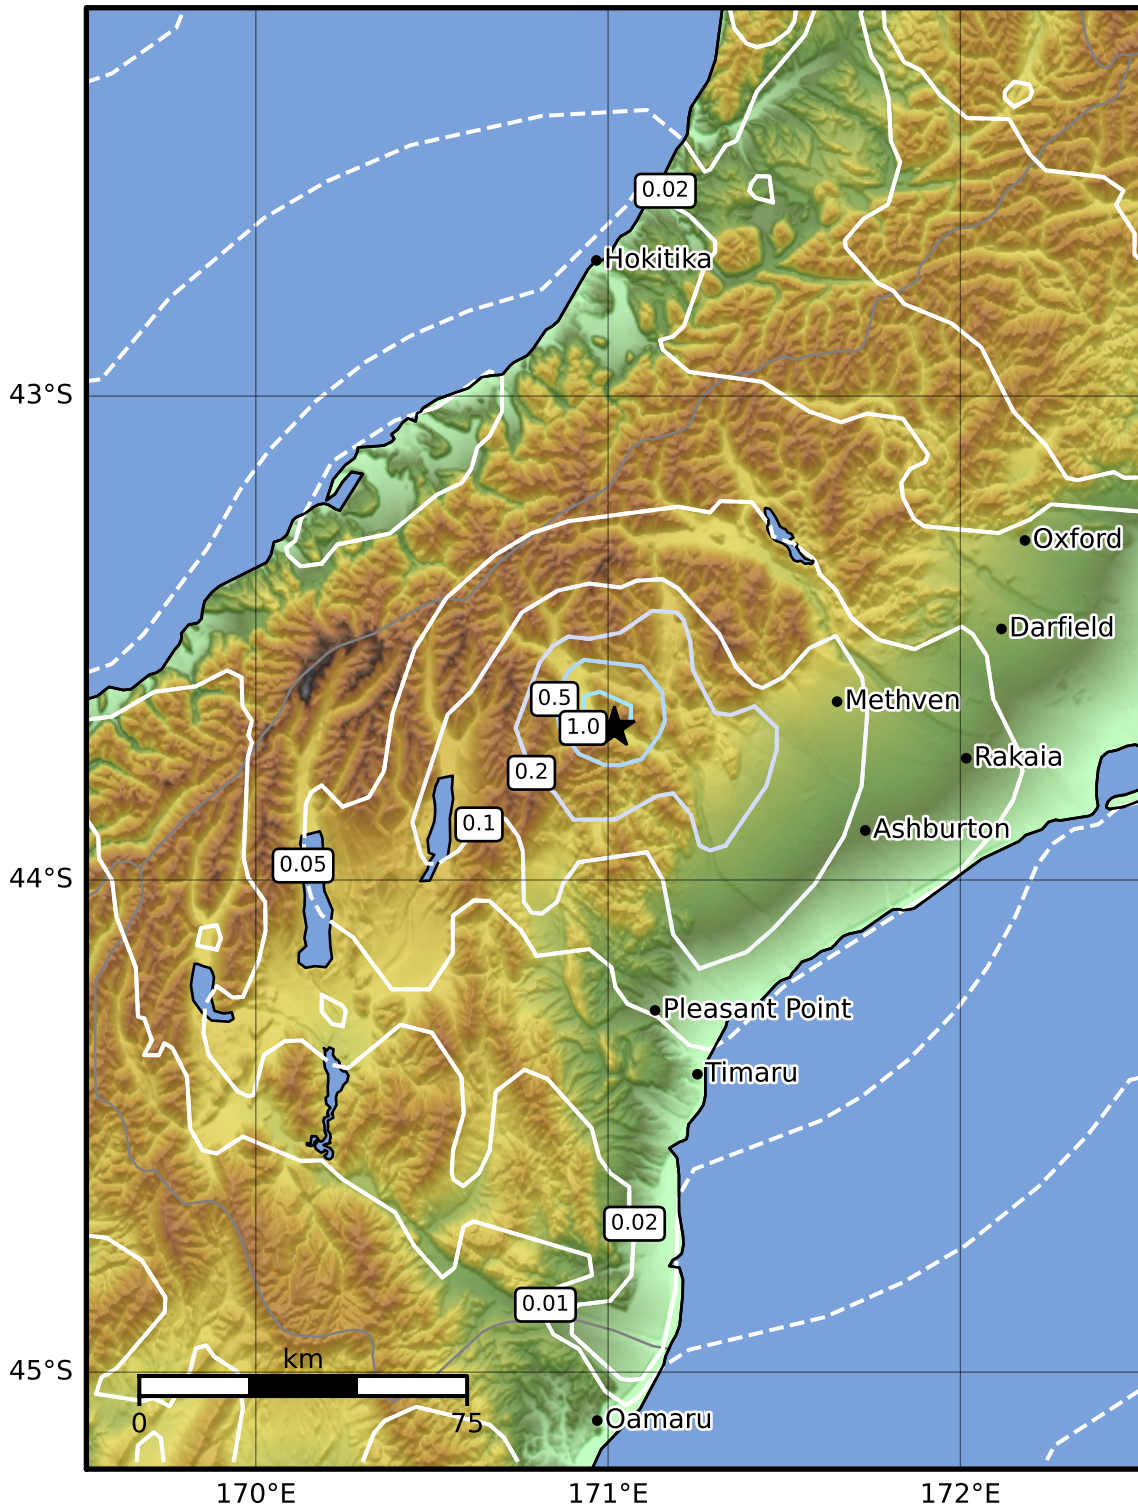 0.02
Hokitika
43°S
Oxford
Darfield
0.5
Methven
1.0
0.2
Rakaia
0.1
Ashburton
0.05
44°S
Pleasant Point
Timaru
0.02
0.01
km
45°S
0
75
Oamaru
170°E
171°E
172°E